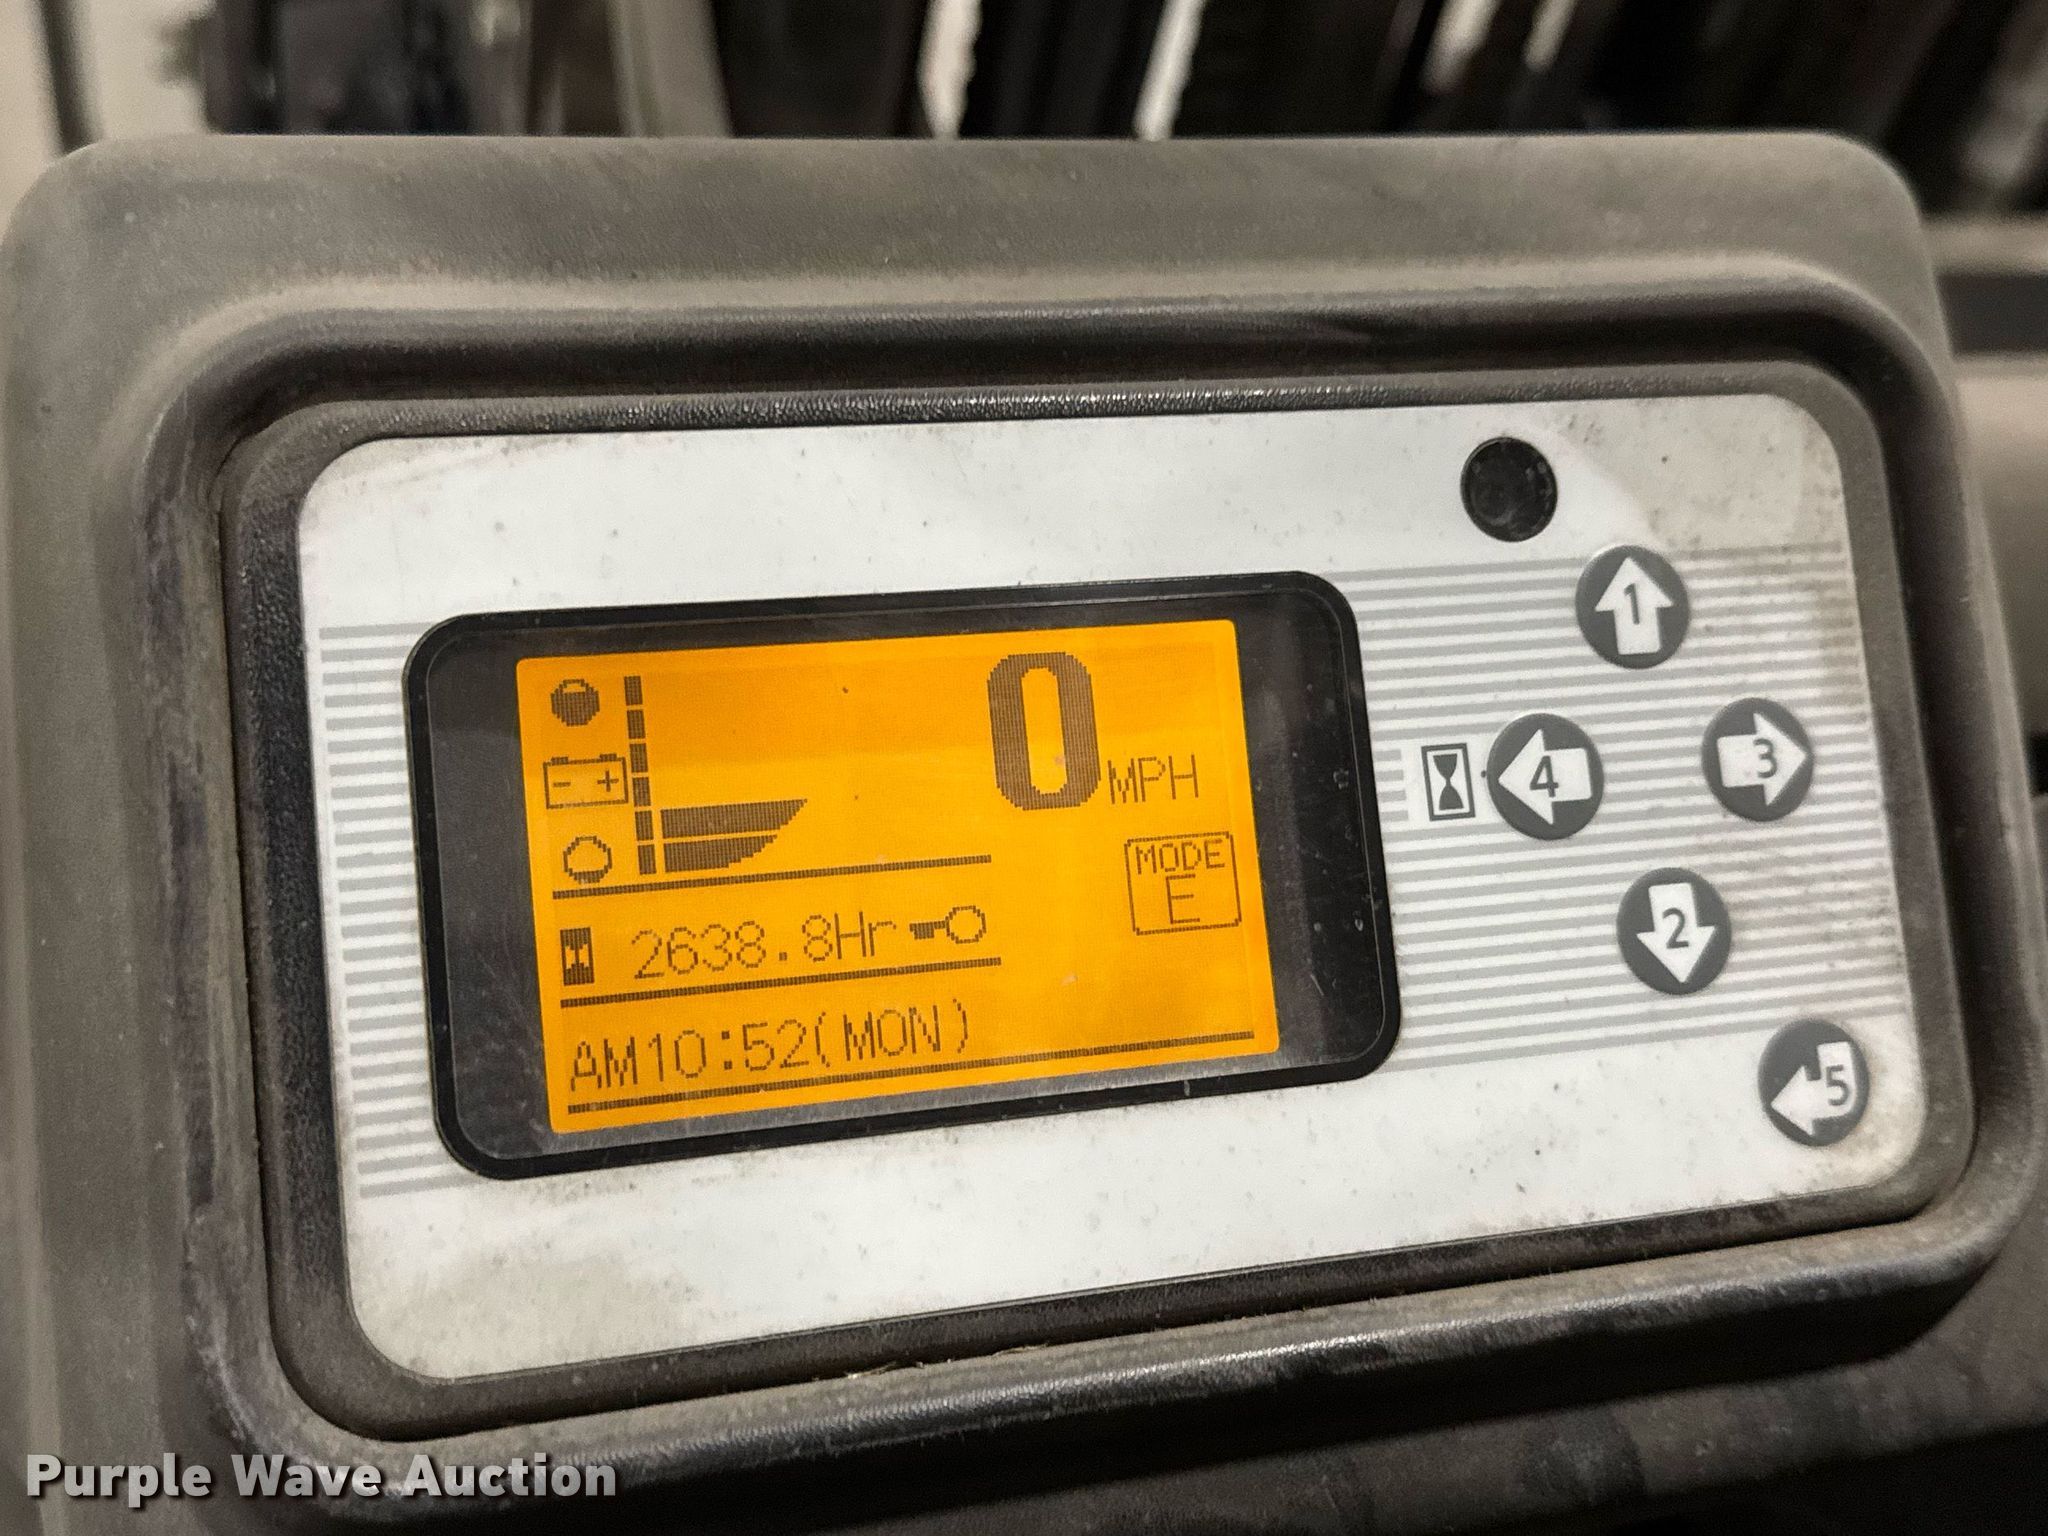 0 MPH
- +
MODE
E
2638.8Hr
AM10:52(MON)
1
4
3
2
5
Purple Wave Auction